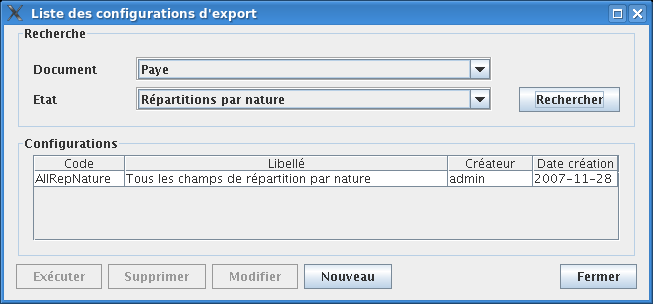 Liste des configurations d'export
Recherche
Document Paye
Etat Répartitions par nature Rechercher
Configurations
Code Libellé Créateur Date création
AllRepNature Tous les champs de répartition par nature admin 2007-11-28
Exécuter Supprimer Modifier Nouveau Fermer